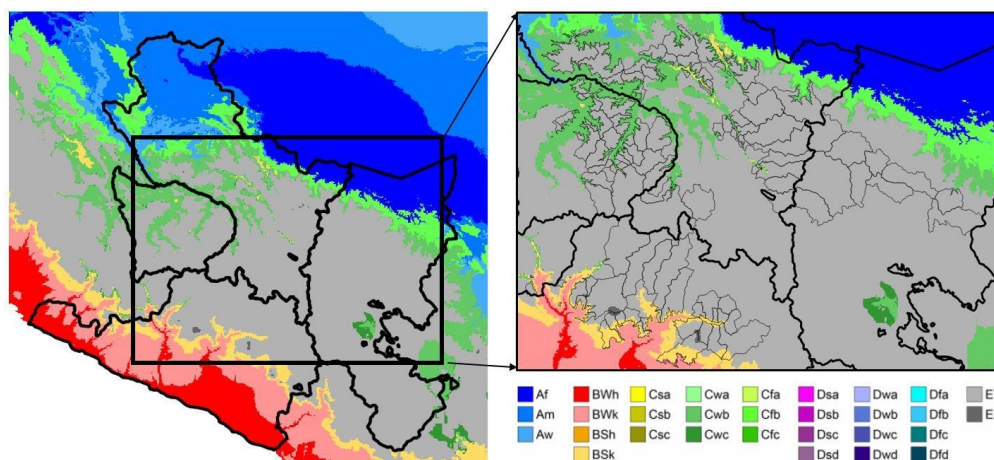 Af BWh Csa Cwa Cfa Dsa Dwa Dfa E
Am BWk Csb Cwb Cfb Dsb Dwb Dfb E
Aw BSh Csc Cwc Cfc Dsc Dwc Dfc
BSk Dsd Dwd Dfd